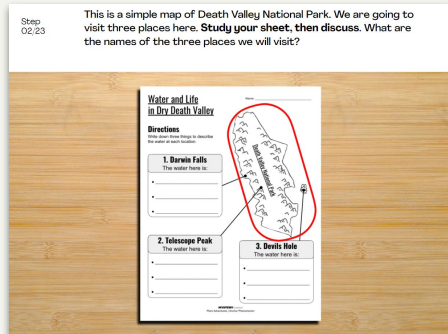 Step
02/23
This is a simple map of Death Valley National Park. We are going to
visit three places here. Study your sheet, then discuss. What are
the names of the three places we will visit?
Water and Life
in Dry Death Valley
Name
Directions
Write down three things to describe
the water at each location.
Death Valley National Park
1. Darwin Falls
The water here is:
2. Telescope Peak
The water here is:
3. Devils Hole
The water here is: